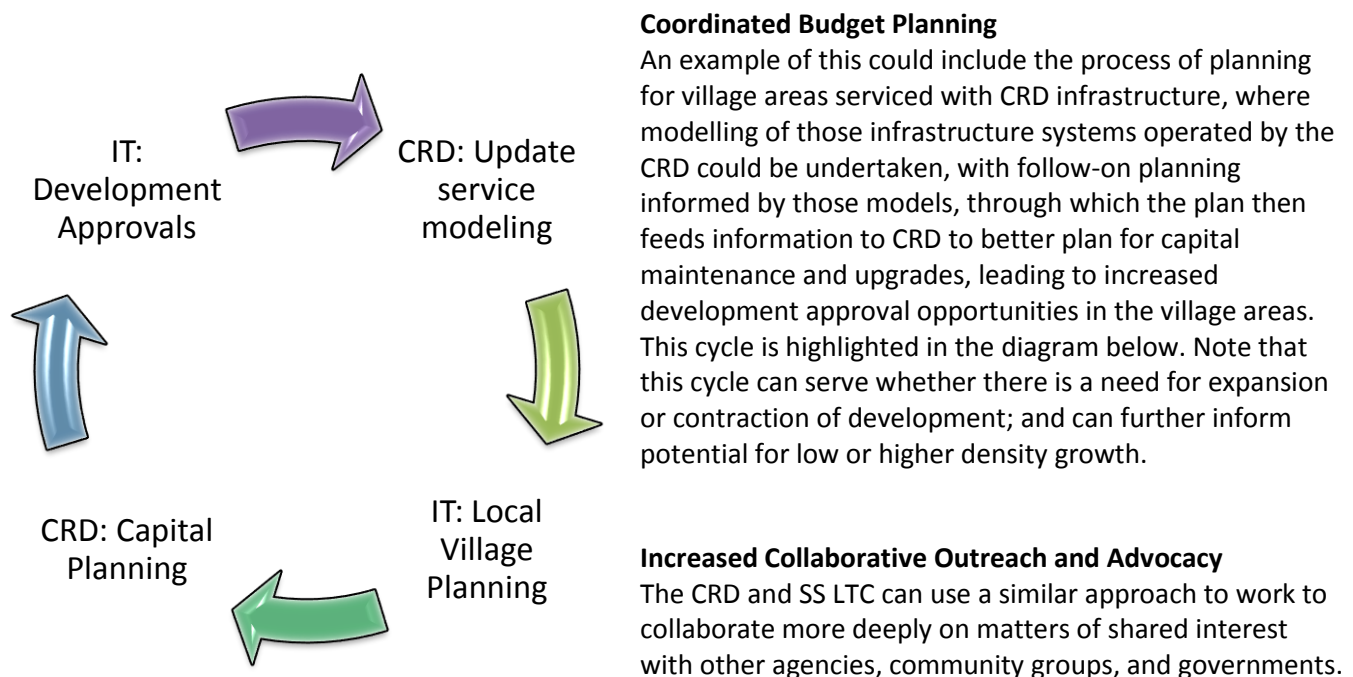 IT:
Development
Approvals
CRD: Update
service
modeling
IT: Local
Village
Planning
CRD: Capital
Planning
Coordinated Budget Planning
An example of this could include the process of planning
for village areas serviced with CRD infrastructure, where
modelling of those infrastructure systems operated by the
CRD could be undertaken, with follow-on planning
informed by those models, through which the plan then
feeds information to CRD to better plan for capital
maintenance and upgrades, leading to increased
development approval opportunities in the village areas.
This cycle is highlighted in the diagram below. Note that
this cycle can serve whether there is a need for expansion
or contraction of development; and can further inform
potential for low or higher density growth.
Increased Collaborative Outreach and Advocacy
The CRD and SS LTC can use a similar approach to work to
collaborate more deeply on matters of shared interest
with other agencies, community groups, and governments.